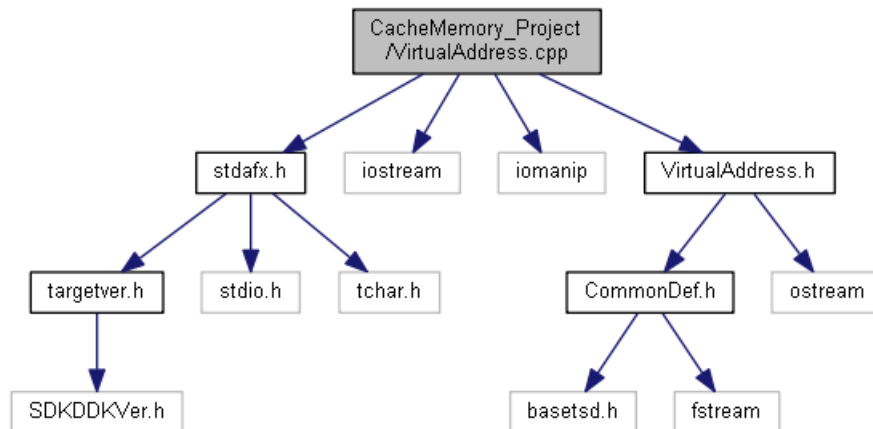 CacheMemory_Project
/VirtualAddress.cpp
stdafx.h
iostream
iomanip
VirtualAddress.h
targetver.h
stdio.h
tchar.h
CommonDef.h
ostream
SDKDDKVer.h
basetsd.h
fstream